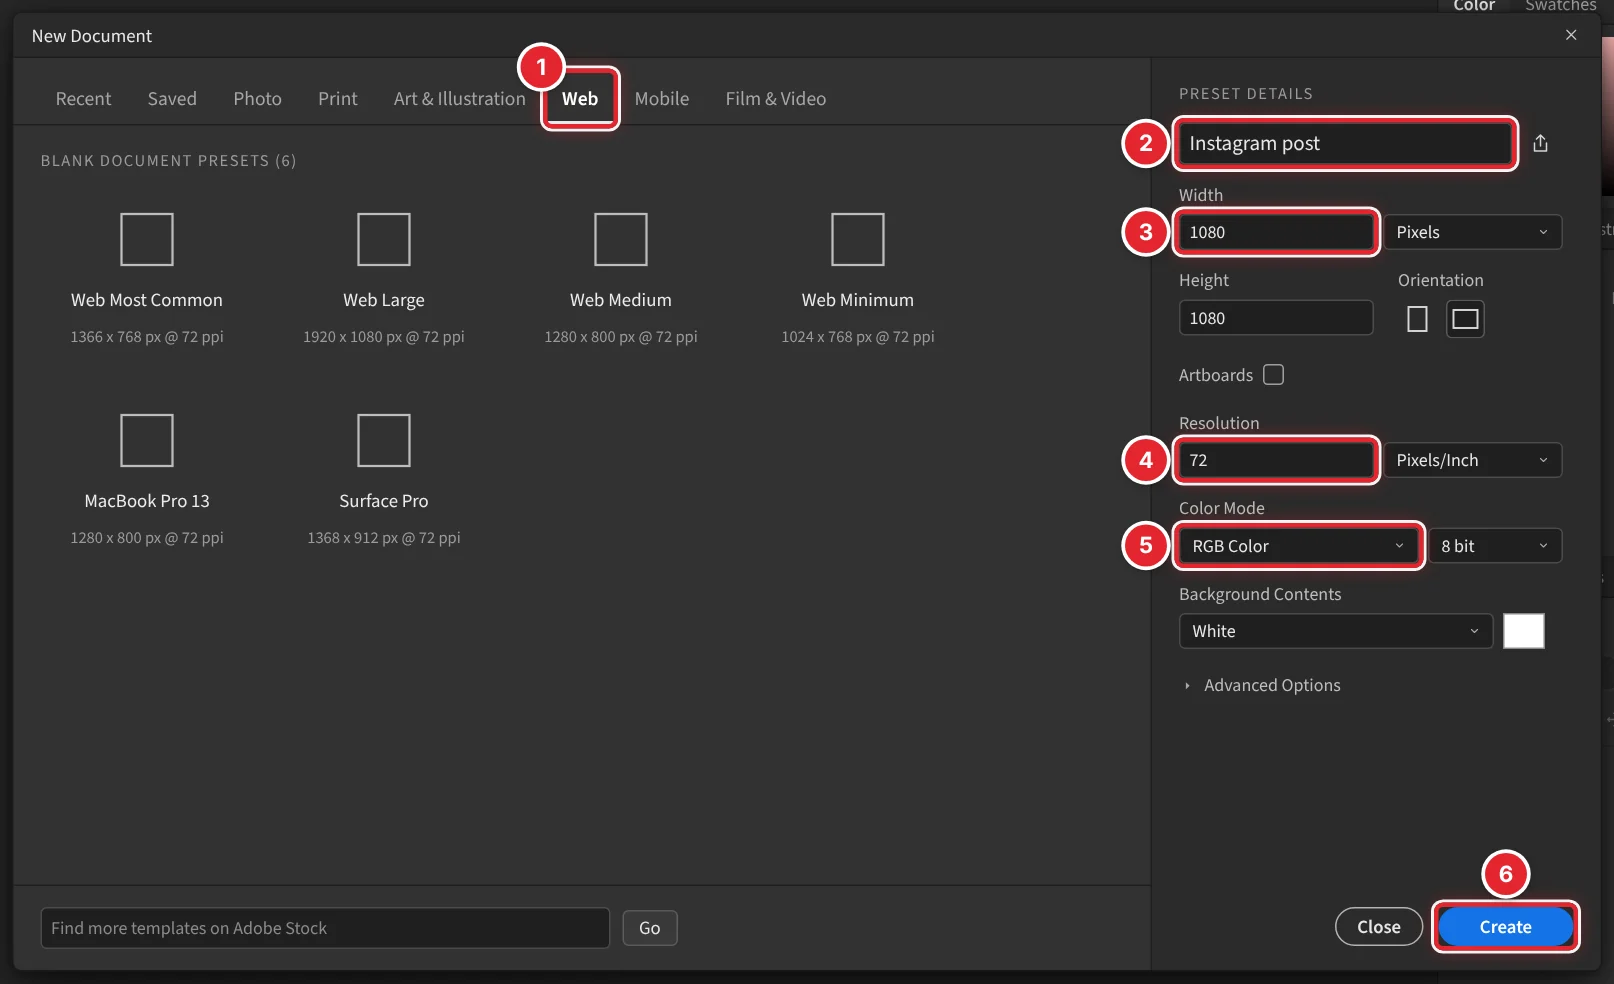 Color Swatches
New Document
1
Recent Saved Photo Print Art & Illustration Web Mobile Film & Video
BLANK DOCUMENT PRESETS (6)
Web Most Common
1366 x 768 px @ 72 ppi
Web Large
1920 x 1080 px @ 72 ppi
Web Medium
1280 x 800 px @ 72 ppi
Web Minimum
1024 x 768 px @ 72 ppi
MacBook Pro 13
1280 x 800 px @ 72 ppi
Surface Pro
1368 x 912 px @ 72 ppi
Find more templates on Adobe Stock
Go
PRESET DETAILS
2 Instagram post
Width
3 1080 Pixels
Height Orientation
1080
Artboards
Resolution
4 72 Pixels/Inch
Color Mode
5 RGB Color 8 bit
Background Contents
White
Advanced Options
6
Close Create